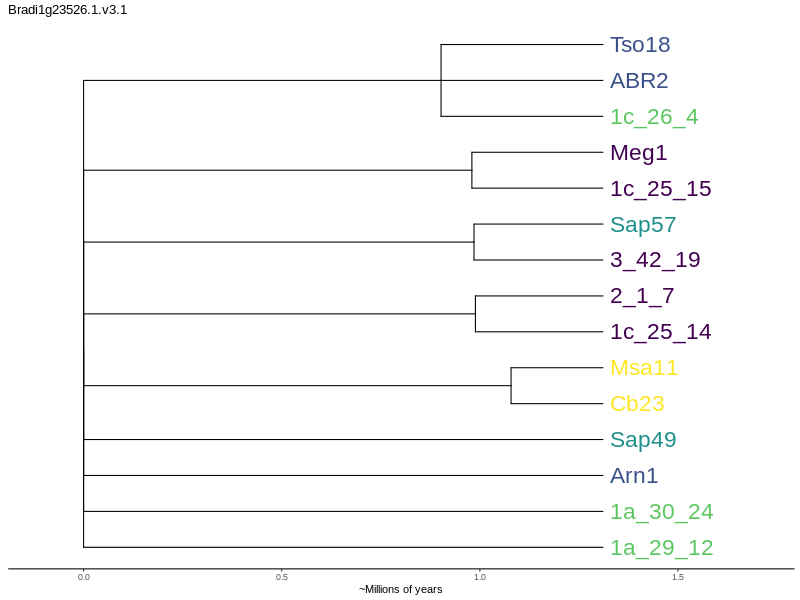 Bradi1g23526.1.v3.1
Tso18
ABR2
1c_26_4
Meg1
1c_25_15
Sap57
3_42_19
2_1_7
1c_25_14
Msa11
Cb23
Sap49
Arn1
1a_30_24
1a_29_12
0.0 0.5 1.0 1.5
~Millions of years